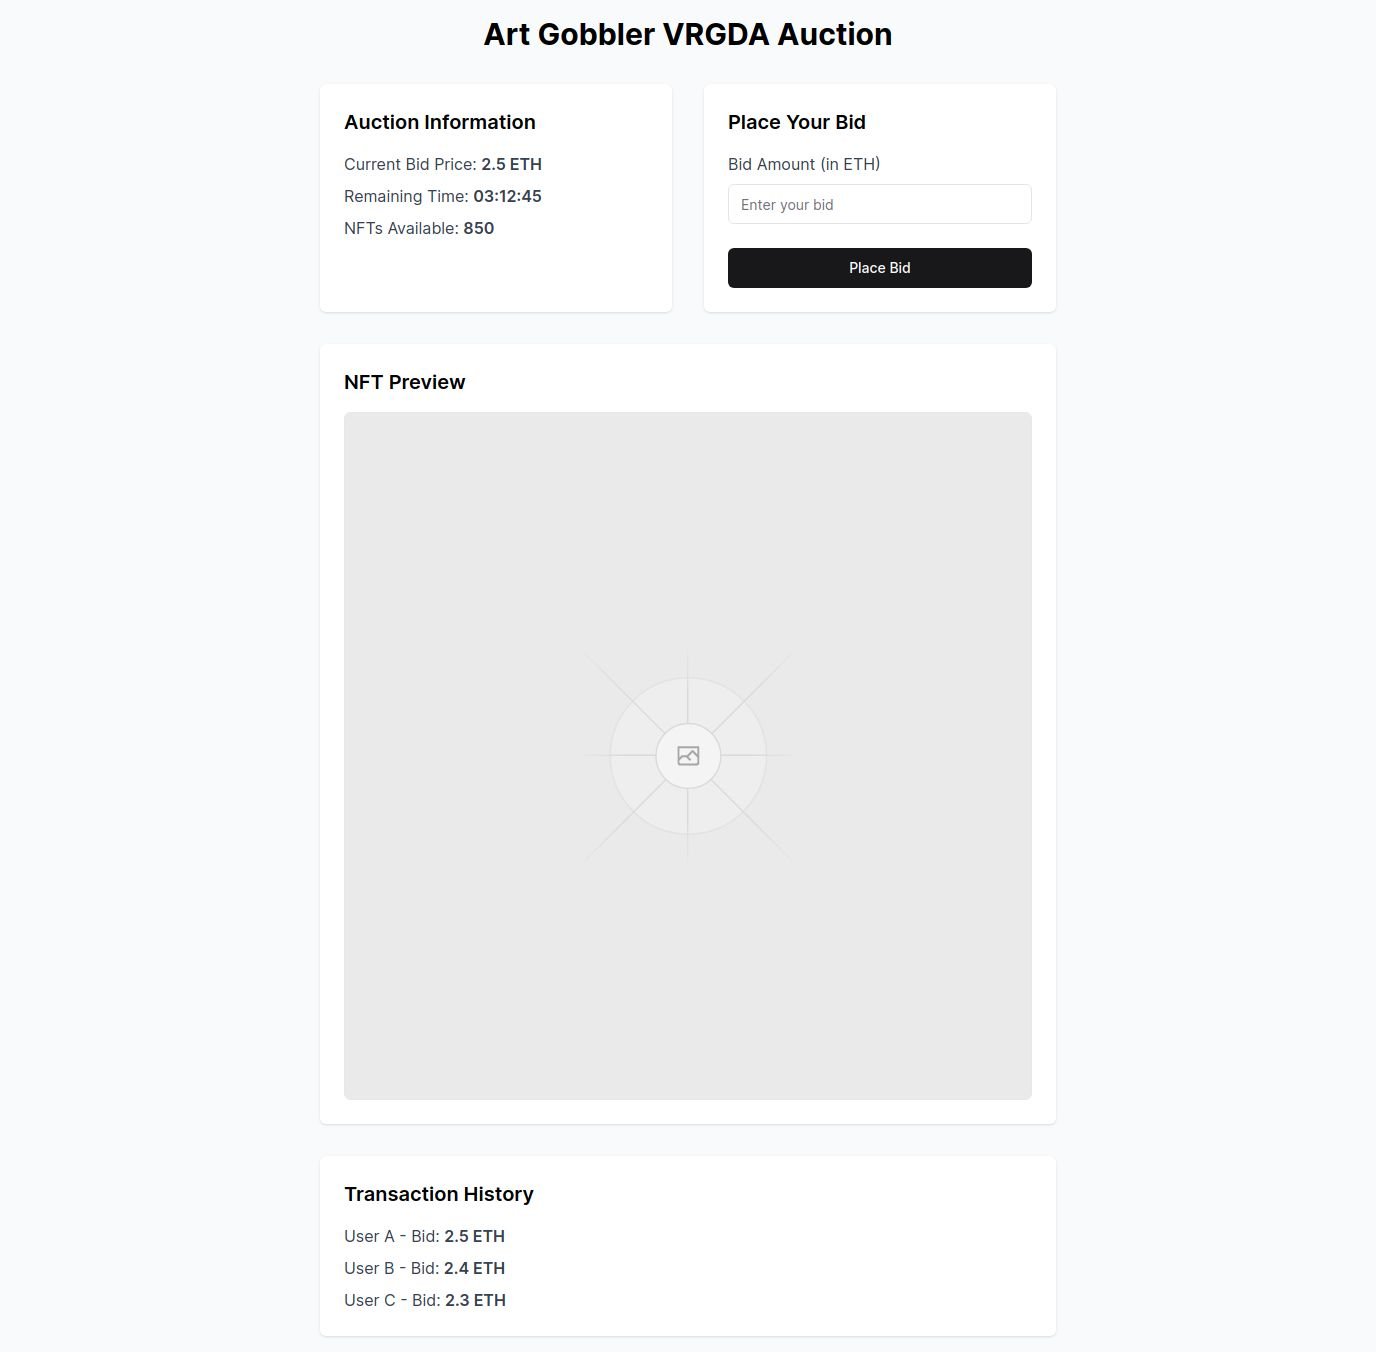 Art Gobbler VRGDA Auction
Auction Information
Current Bid Price: 2.5 ETH
Remaining Time: 03:12:45
NFTs Available: 850
Place Your Bid
Bid Amount (in ETH)
Enter your bid
Place Bid
NFT Preview
Transaction History
User A - Bid: 2.5 ETH
User B - Bid: 2.4 ETH
User C - Bid: 2.3 ETH